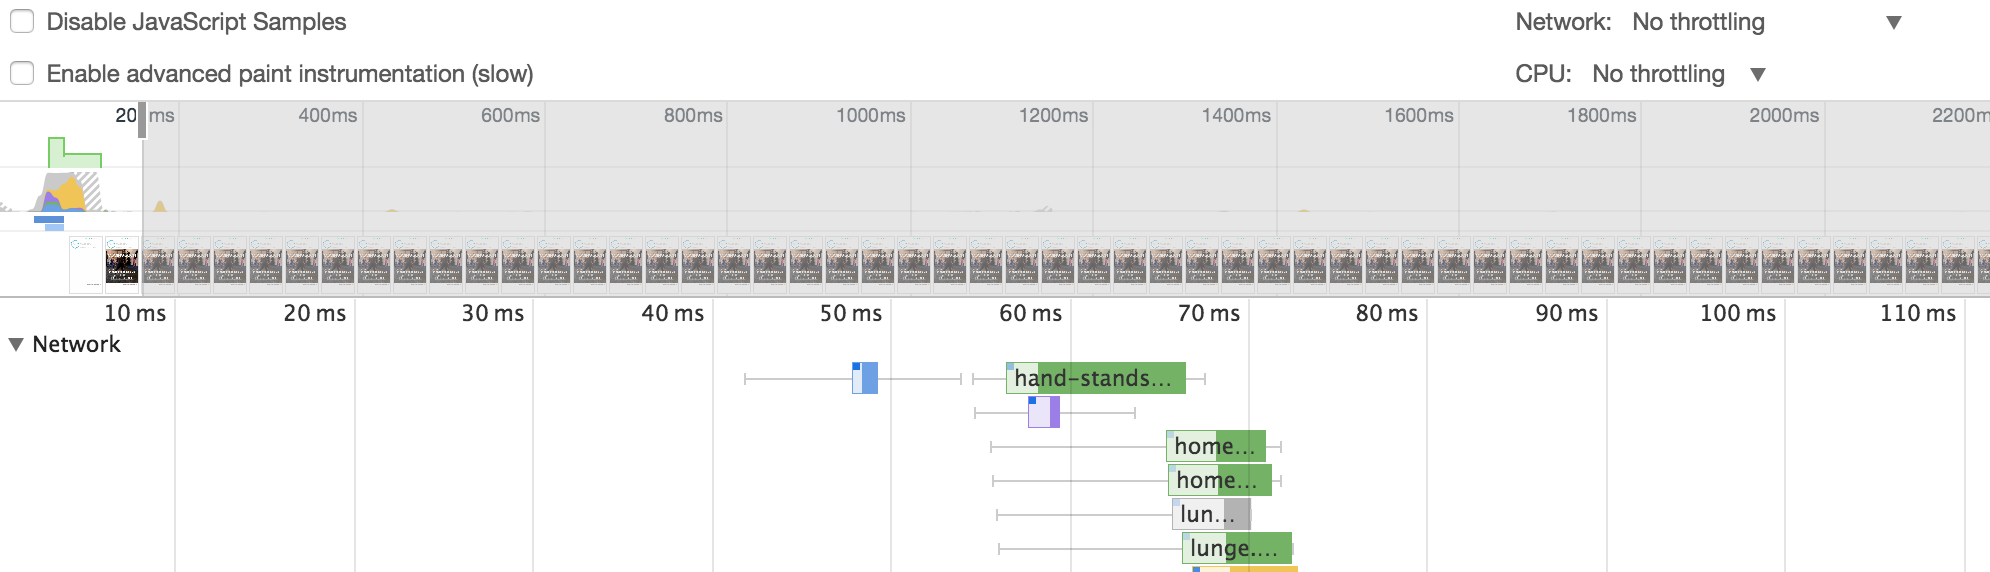 Disable JavaScript Samples
Network: No throttling
Enable advanced paint instrumentation (slow)
CPU: No throttling
20 ms 400ms 600ms 800ms 1000ms 1200ms 1400ms 1600ms 1800ms 2000ms 2200m
10 ms 20 ms 30 ms 40 ms 50 ms 60 ms 70 ms 80 ms 90 ms 100 ms 110 ms
Network
hand-stands...
home...
home...
lun...
lunge....